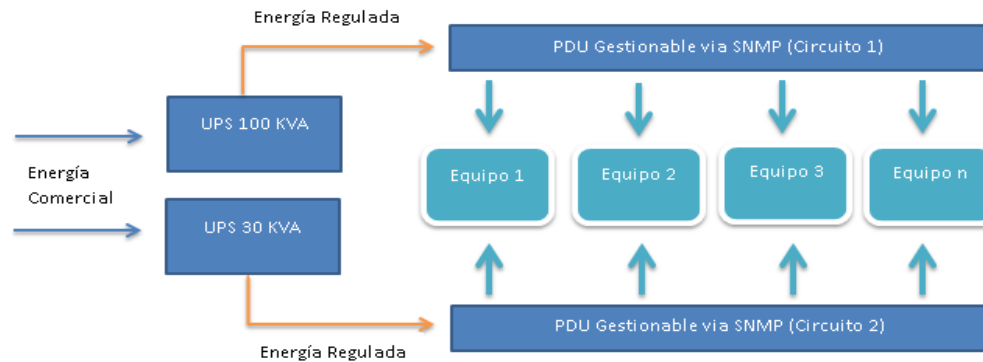 Energía Regulada
PDU Gestionable via SNMP (Circuito 1)
UPS 100 KVA
Energía
Comercial
Equipo 1
Equipo 2
Equipo 3
Equipo n
UPS 30 KVA
PDU Gestionable via SNMP (Circuito 2)
Energía Regulada